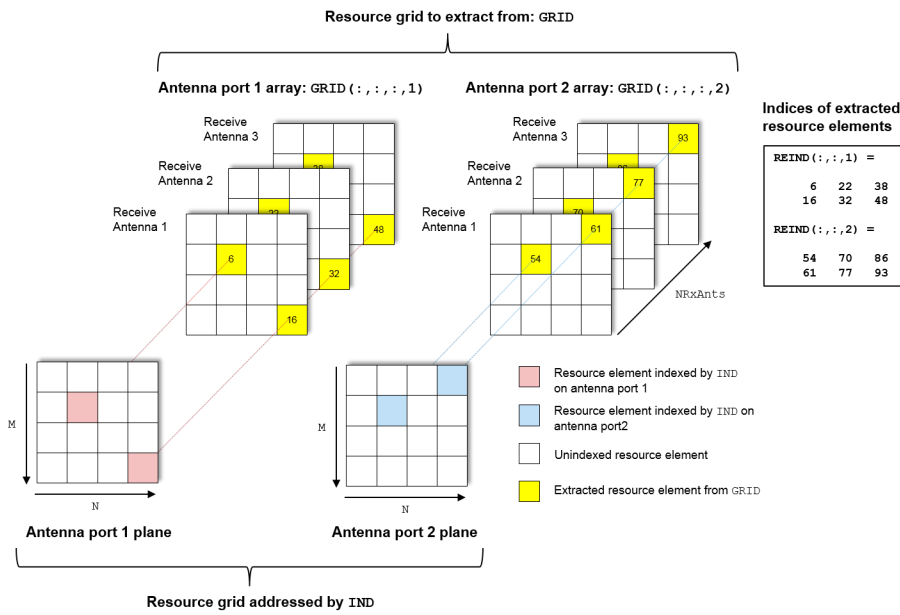 Resource grid to extract from: GRID
Antenna port 1 array: GRID(:,:,:,1)
Antenna port 2 array: GRID(:,:,:,2)
Receive
Antenna 3
Receive
Antenna 2
Receive
Antenna 1
38
23
48
6
32
16
Receive
Antenna 3
Receive
Antenna 2
Receive
Antenna 1
93
86
77
70
61
54
NRxAnts
Indices of extracted
resource elements
REIND(:,:,1) =
6 22 38
16 32 48
REIND(:,:,2) =
54 70 86
61 77 93
M
N
Antenna port 1 plane
M
N
Antenna port 2 plane
Resource element indexed by IND
on antenna port 1
Resource element indexed by IND on
antenna port2
Unindexed resource element
Extracted resource element from GRID
Resource grid addressed by IND